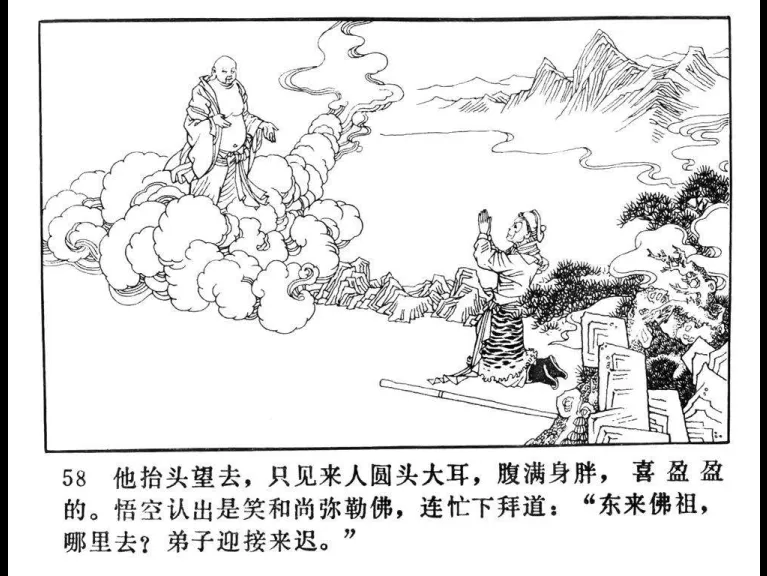 58 他抬头望去，只见来人圆头大耳，腹满身胖，喜盈盈
的。悟空认出是笑和尚弥勒佛，连忙下拜道：“东来佛祖，
哪里去？弟子迎接来迟。”